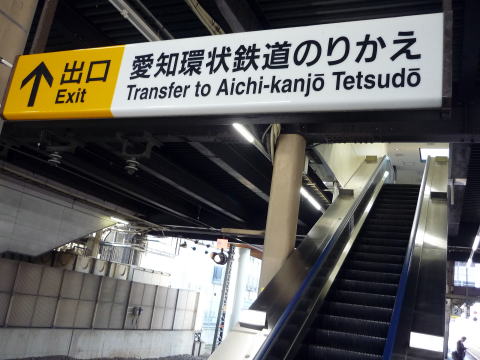 出口
Exit
愛知環状鉄道のりかえ
Transfer to Aichi-kanjō Tetsudō